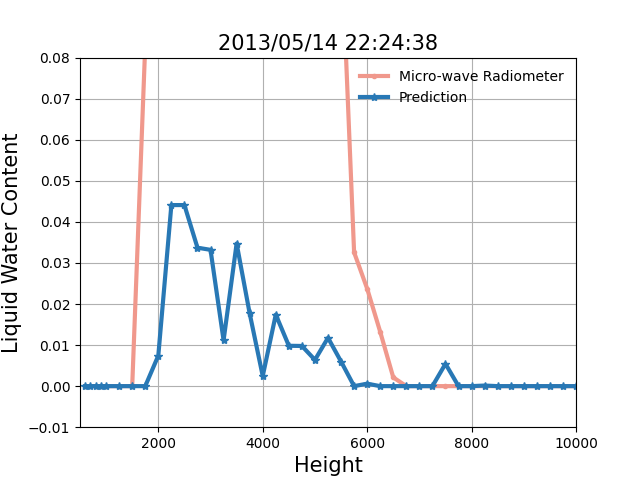 2013/05/14 22:24:38
Micro-wave Radiometer
Prediction
0.08
0.07
0.06
0.05
0.04
0.03
0.02
0.01
0.00
−0.01
Liquid Water Content
2000 4000 6000 8000 10000
Height